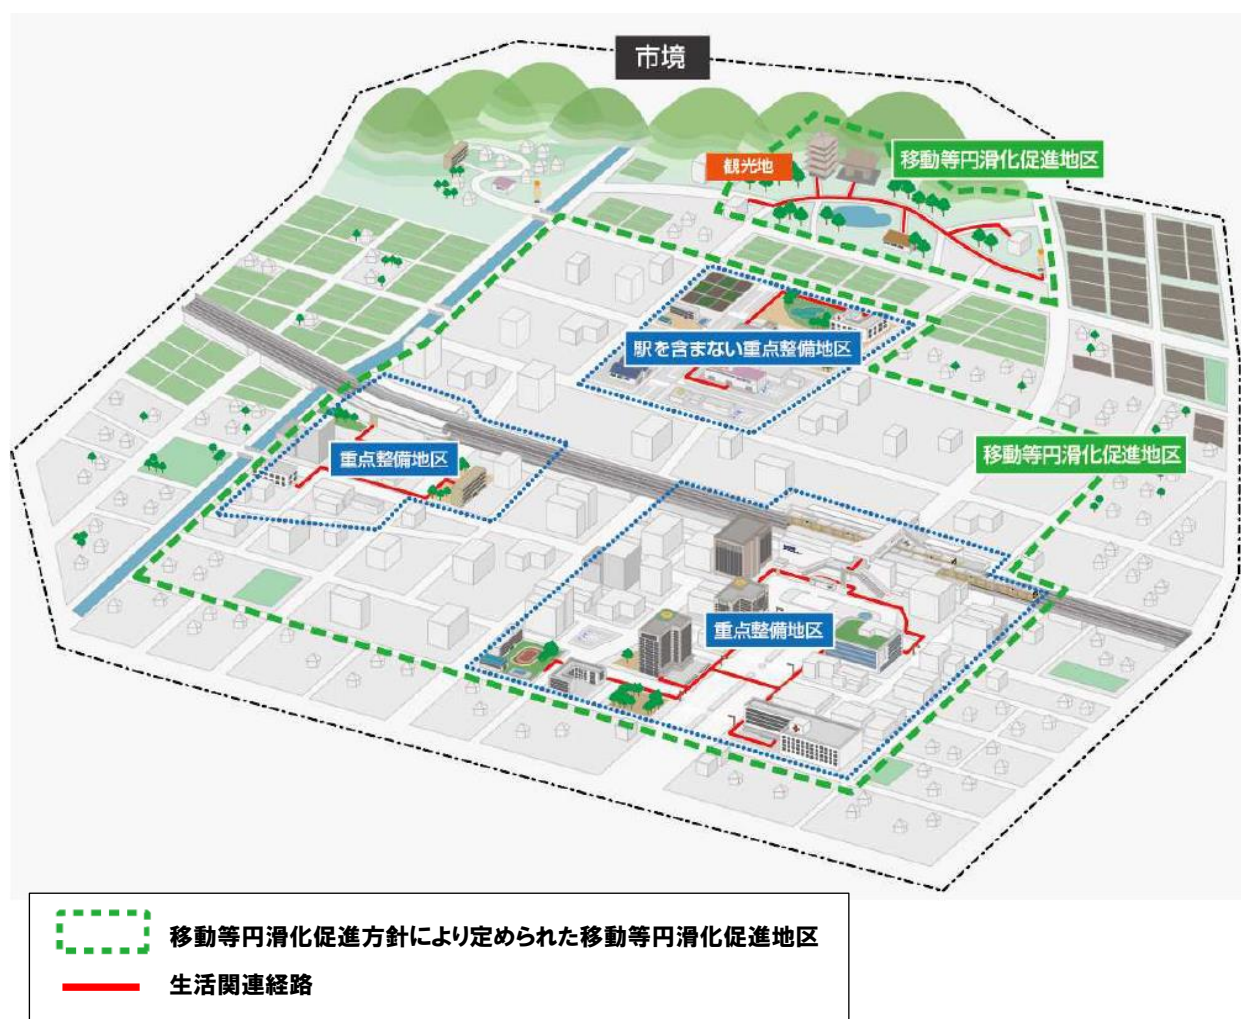 市境
移動等円滑化促進地区
観光地
駅を含まない重点整備地区
移動等円滑化促進地区
重点整備地区
重点整備地区
移動等円滑化促進方針により定められた移動等円滑化促進地区
生活関連経路